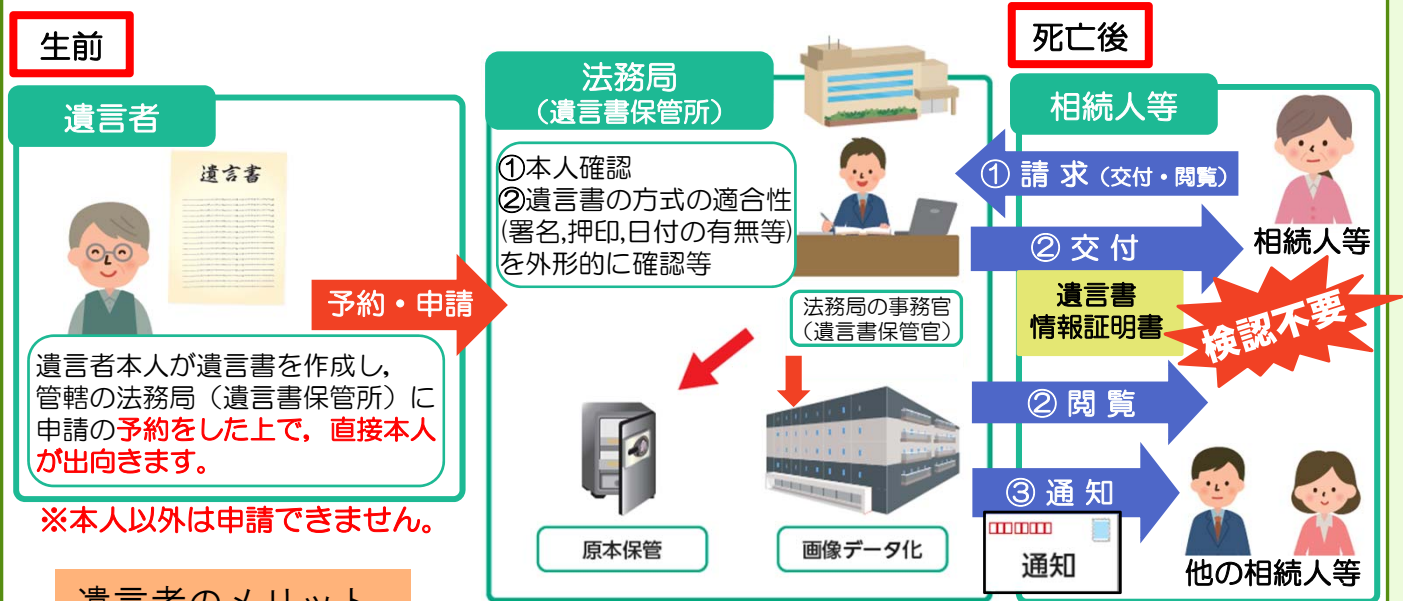 生前
遺言者
遺言書
遺言者本人が遺言書を作成し,
管轄の法務局（遺言書保管所）に
申請の予約をした上で，直接本人
が出向きます。
※本人以外は申請できません。
遺言者のメリット
予約・申請
法務局
（遺言書保管所）
①本人確認
②遺言書の方式の適合性
(署名,押印,日付の有無等)
を外形的に確認等
法務局の事務官
（遺言書保管官）
原本保管
画像データ化
死亡後
相続人等
① 請 求（交付・閲覧）
② 交 付
相続人等
遺言書
情報証明書
検認不要
② 閲 覧
③ 通 知
通知
他の相続人等